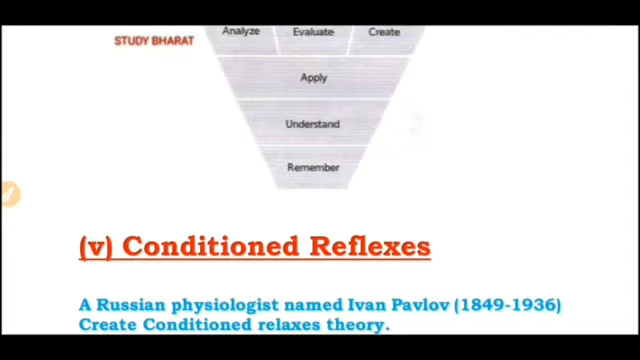 Analyze Evaluate Create
STUDY BHARAT
Apply
Understand
Remember
(v) Conditioned Reflexes
A Russian physiologist named Ivan Pavlov (1849-1936)
Create Conditioned relaxes theory.